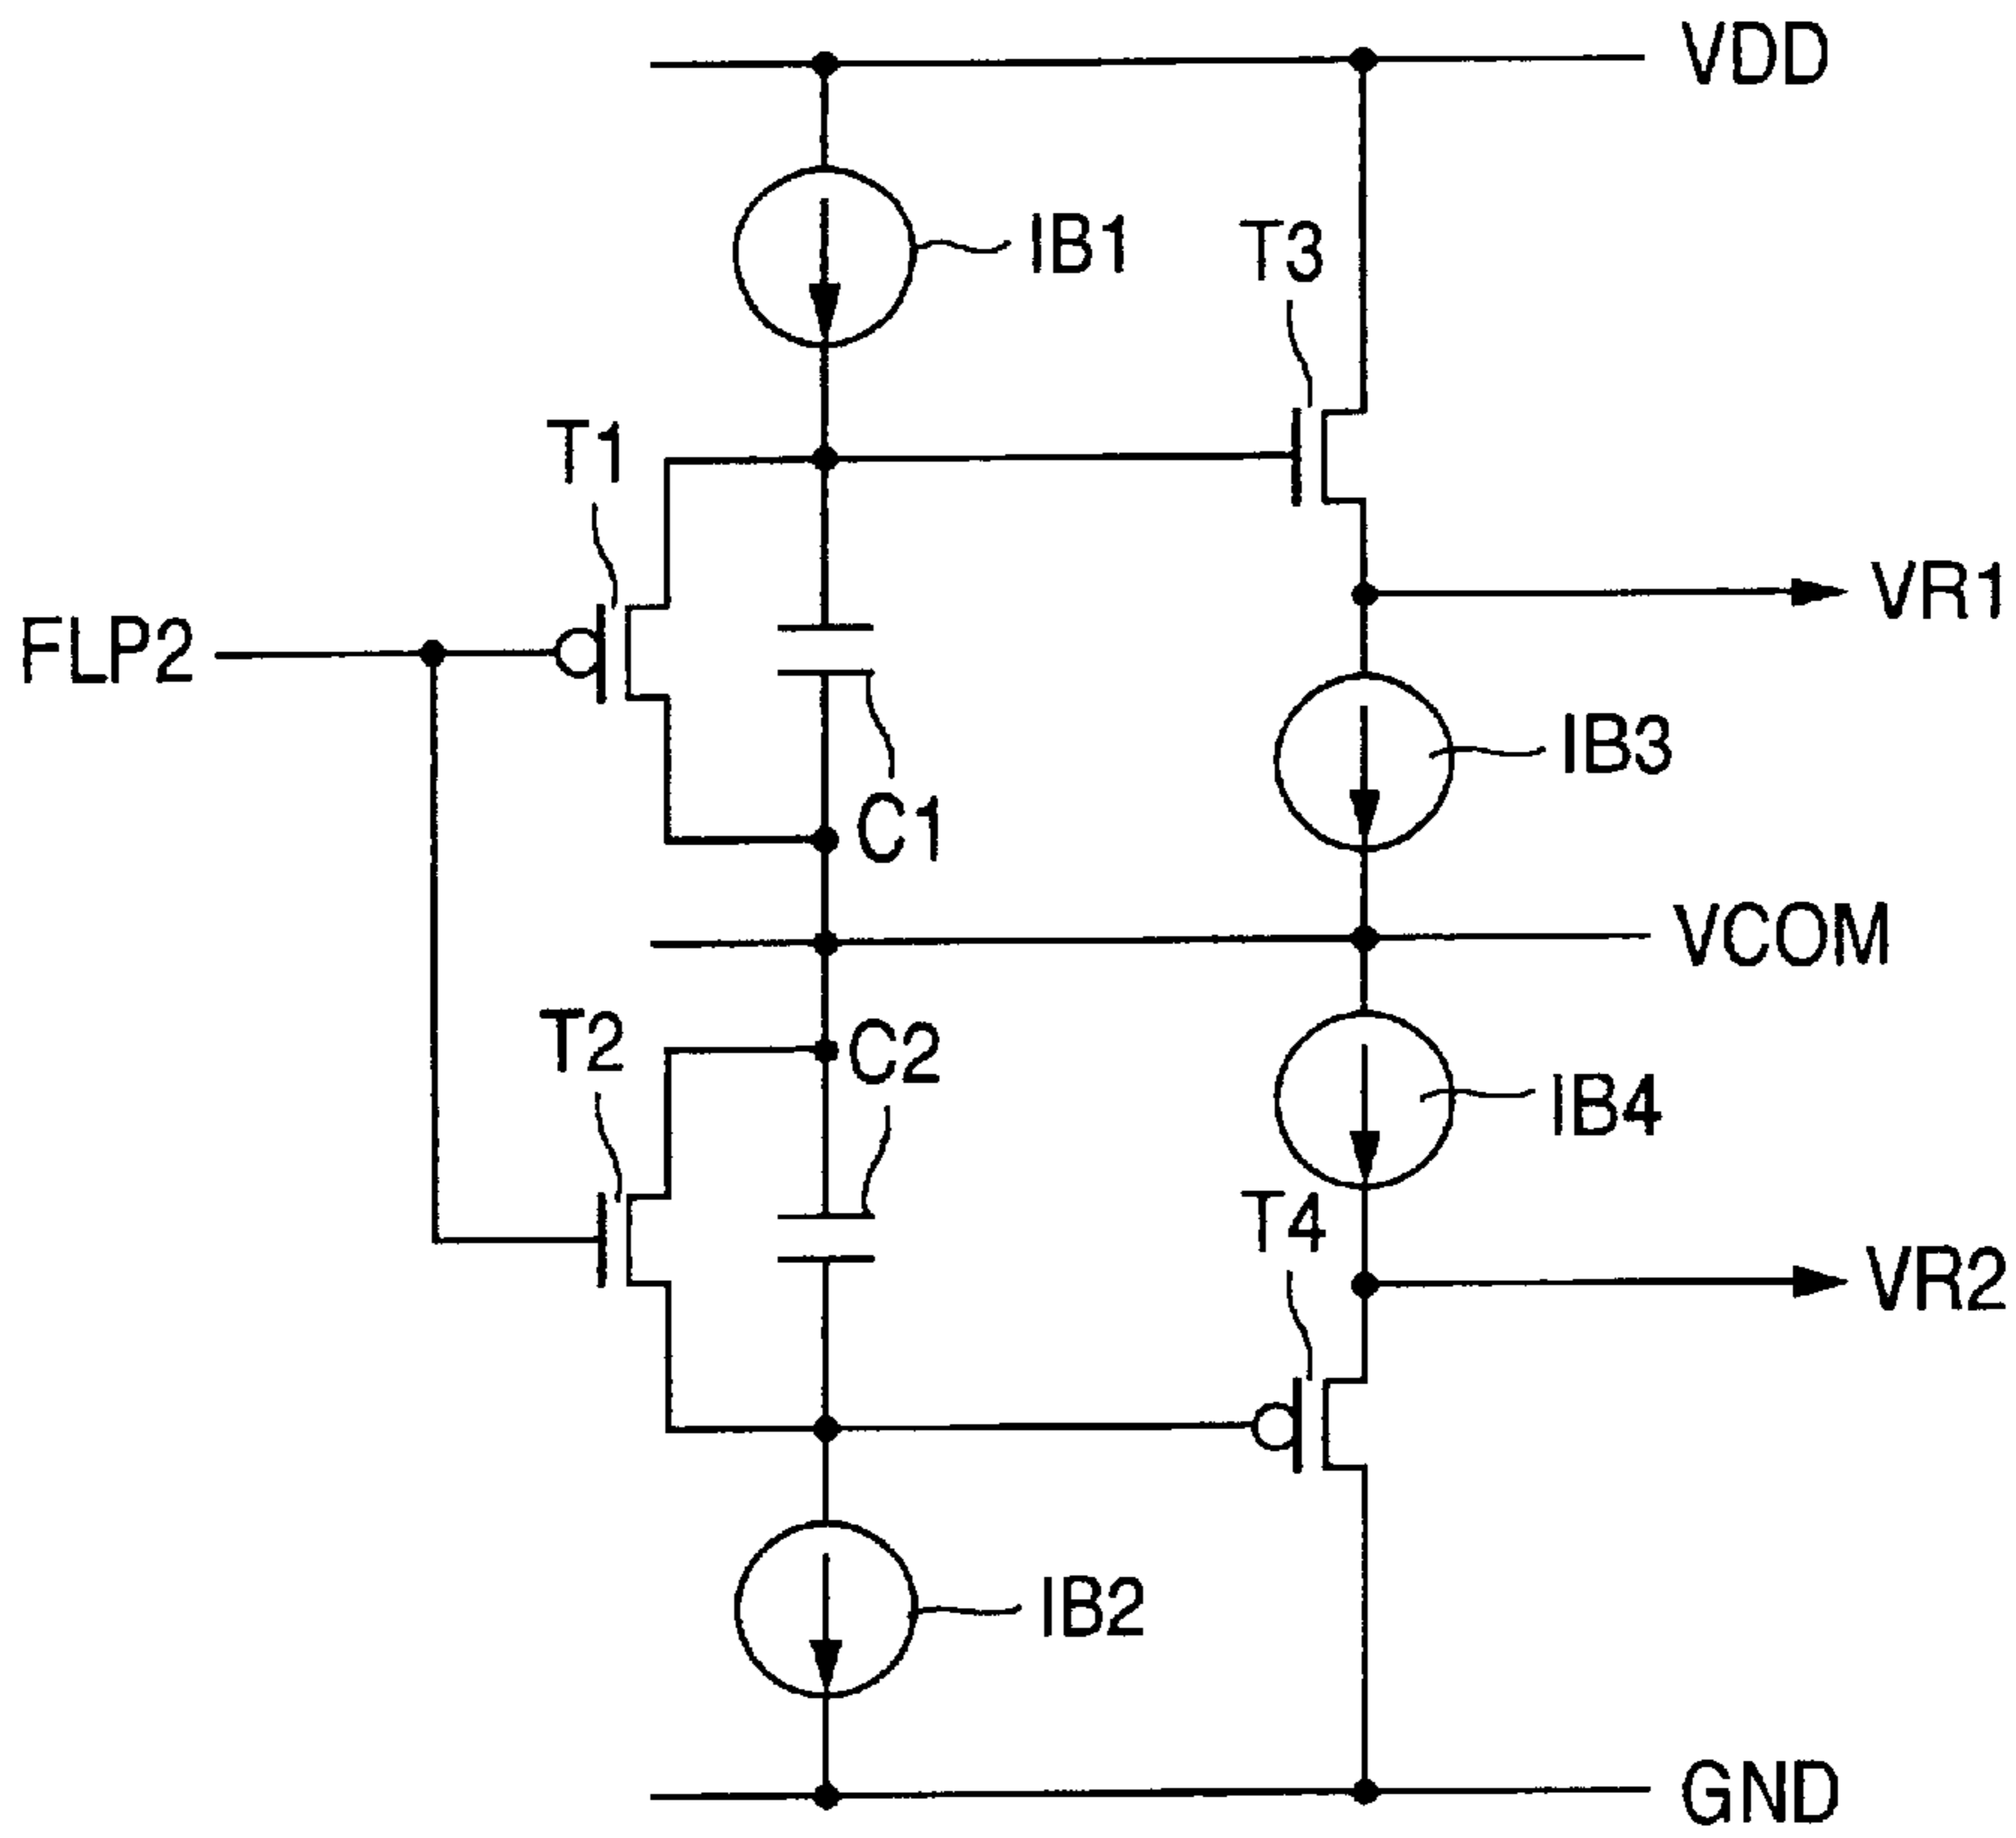 VDD
IB1
T3
T1
VR1
FLP2
IB3
C1
VCOM
T2
C2
IB4
T4
VR2
IB2
GND